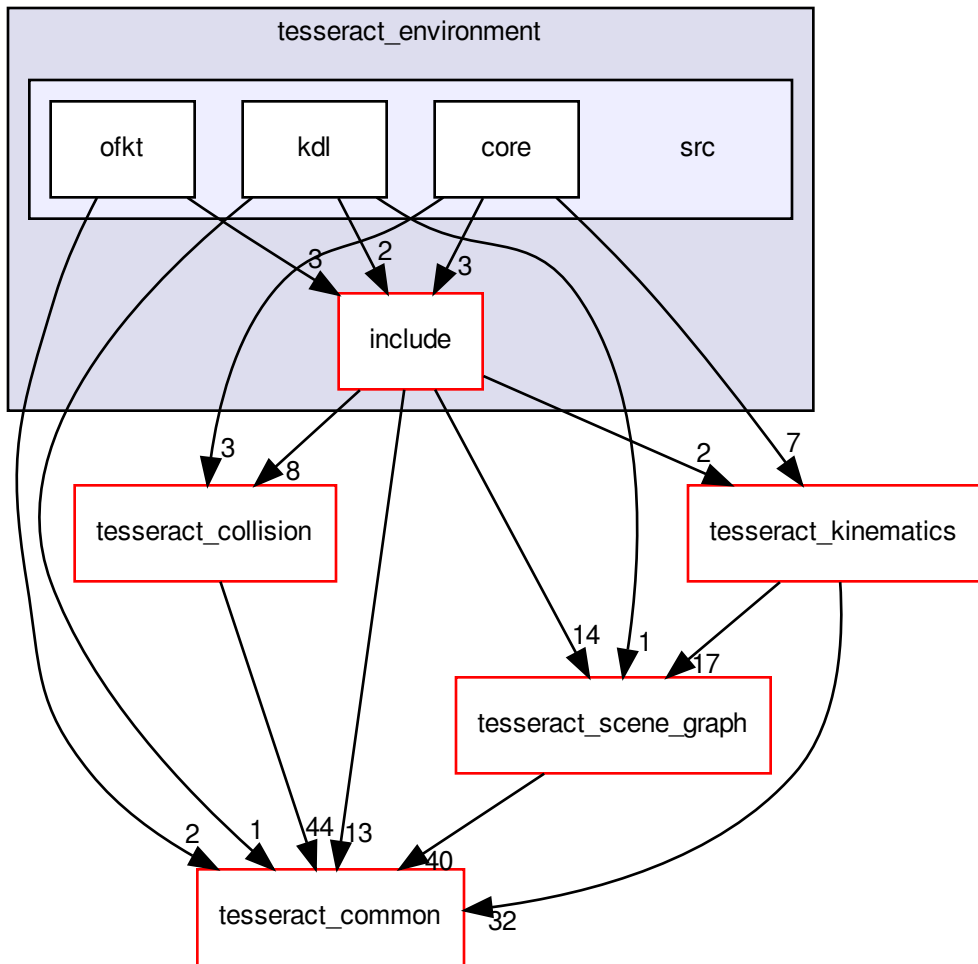 tesseract_environment
ofkt
kdl
core
src
3
2
3
include
3
8
2
7
tesseract_collision
tesseract_kinematics
14
1
17
tesseract_scene_graph
2
1
44
13
40
32
tesseract_common